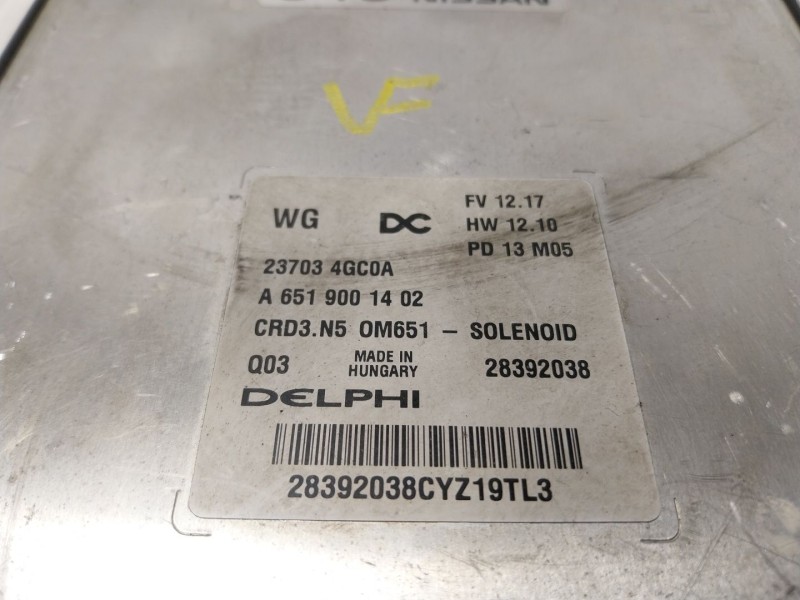 NISSAN
VF
WG DC FV 12.17
HW 12.10
PD 13 M05
23703 4GC0A
A 651 900 14 02
CRD3.N5 OM651 - SOLENOID
Q03 MADE IN HUNGARY 28392038
DELPHI
28392038CYZ19TL3